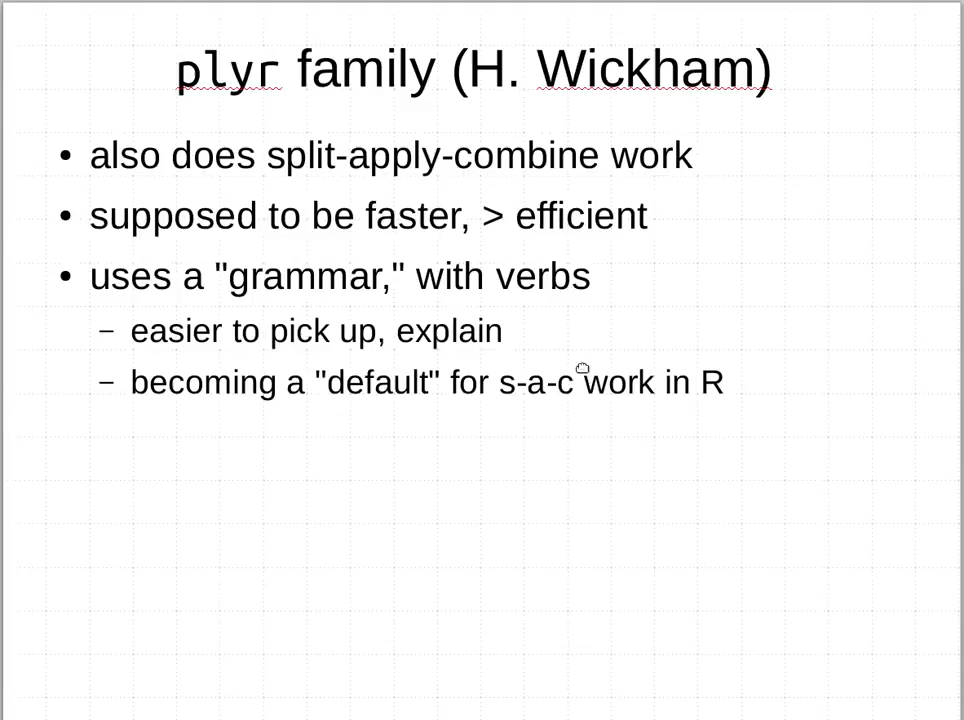 plyr family (H. Wickham)
• also does split-apply-combine work
• supposed to be faster, > efficient
• uses a "grammar," with verbs
– easier to pick up, explain
– becoming a "default" for s-a-c work in R